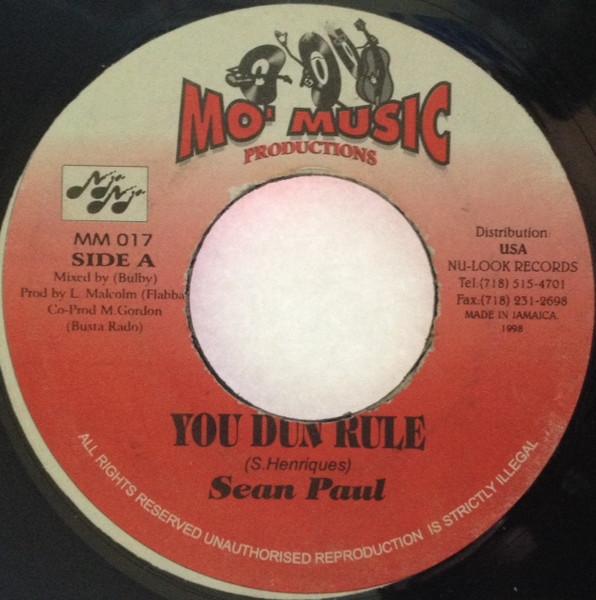 MO' MUSIC
PRODUCTIONS
MM 017
SIDE A
Mixed by (Bulby)
Prod by L. Malcolm (Flabba
Co-Prod M.Gordon
(Busta Rado)
Distribution
USA
NU-LOOK RECORDS
Tel.(718) 515-4701
Fax.(718) 231-2698
MADE IN JAMAICA.
1998
YOU DUN RULE
(S.Henriques)
Sean Paul
ALL RIGHTS RESERVED UNAUTHORISED REPRODUCTION IS STRICTLY ILLEGAL